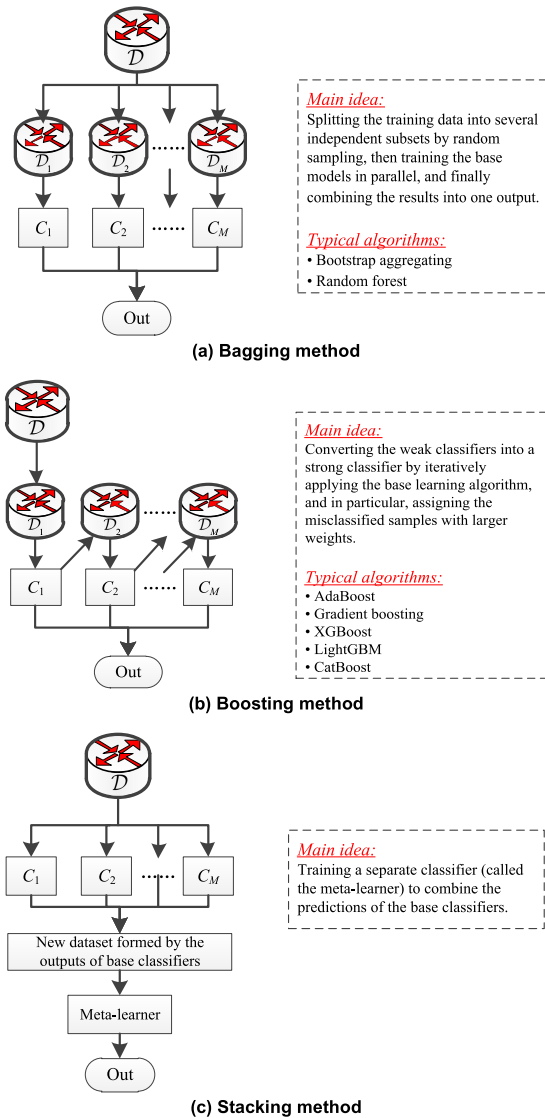 D
D1 D2 ...... DM
C1 C2 ...... CM
Out
Main idea:
Splitting the training data into several
independent subsets by random
sampling, then training the base
models in parallel, and finally
combining the results into one output.
Typical algorithms:
• Bootstrap aggregating
• Random forest
(a) Bagging method
D
D1 D2 ...... DM
C1 C2 ...... CM
Out
Main idea:
Converting the weak classifiers into a
strong classifier by iteratively
applying the base learning algorithm,
and in particular, assigning the
misclassified samples with larger
weights.
Typical algorithms:
• AdaBoost
• Gradient boosting
• XGBoost
• LightGBM
• CatBoost
(b) Boosting method
D
C1 C2 ...... CM
New dataset formed by the
outputs of base classifiers
Meta-learner
Out
Main idea:
Training a separate classifier (called
the meta-learner) to combine the
predictions of the base classifiers.
(c) Stacking method